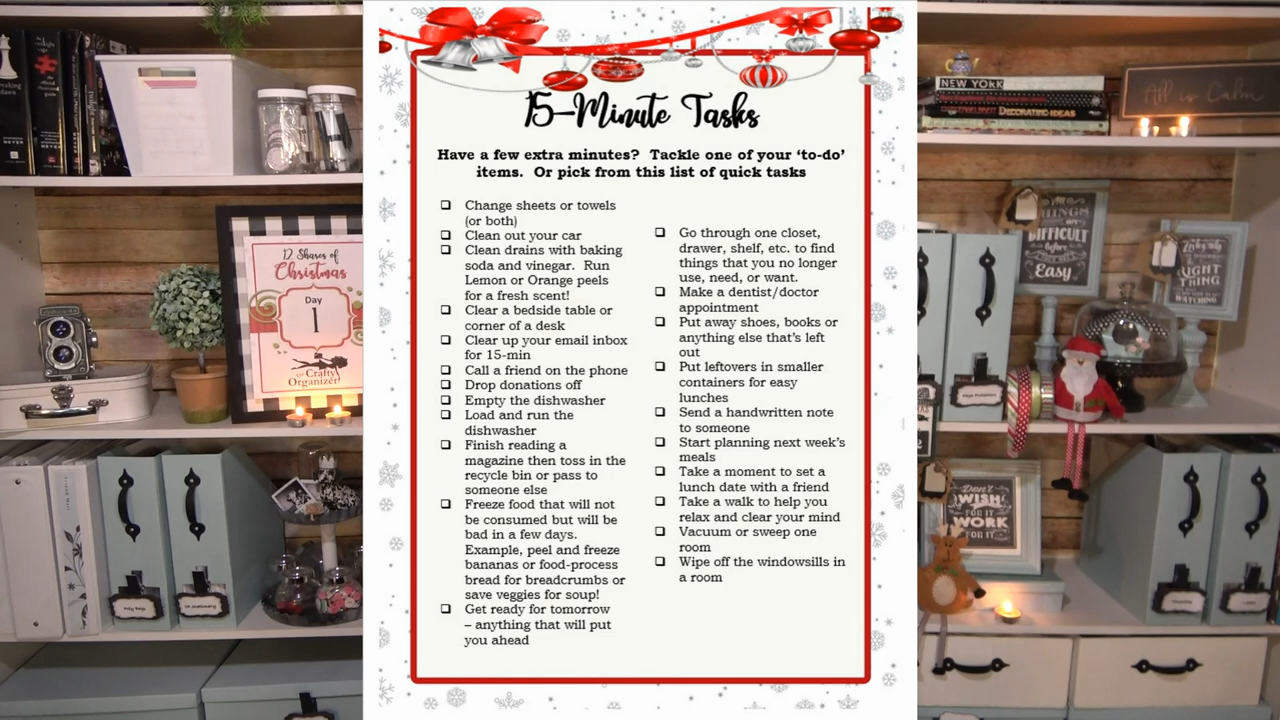 15-Minute Tasks
Have a few extra minutes? Tackle one of your ‘to-do’
items. Or pick from this list of quick tasks
❑ Change sheets or towels
(or both)
❑ Clean out your car
❑ Clean drains with baking
soda and vinegar. Run
Lemon or Orange peels
for a fresh scent!
❑ Clear a bedside table or
corner of a desk
❑ Clear up your email inbox
for 15-min
❑ Call a friend on the phone
❑ Drop donations off
❑ Empty the dishwasher
❑ Load and run the
dishwasher
❑ Finish reading a
magazine then toss in the
recycle bin or pass to
someone else
❑ Freeze food that will not
be consumed but will be
bad in a few days.
Example, peel and freeze
bananas or food-process
bread for breadcrumbs or
save veggies for soup!
❑ Get ready for tomorrow
– anything that will put
you ahead
❑ Go through one closet,
drawer, shelf, etc. to find
things that you no longer
use, need, or want.
❑ Make a dentist/doctor
appointment
❑ Put away shoes, books or
anything else that’s left
out
❑ Put leftovers in smaller
containers for easy
lunches
❑ Send a handwritten note
to someone
❑ Start planning next week’s
meals
❑ Take a moment to set a
lunch date with a friend
❑ Take a walk to help you
relax and clear your mind
❑ Vacuum or sweep one
room
❑ Wipe off the windowsills in
a room
12 Shares of
Christmas
Day
1
The Crafty
Organizer
NEW YORK
DECORATING IDEAS
All is Calm
THINGS
DIFFICULT
before
Easy
RIGHT
THING
WATCHING
Don't
WISH
FOR IT
WORK
FOR IT